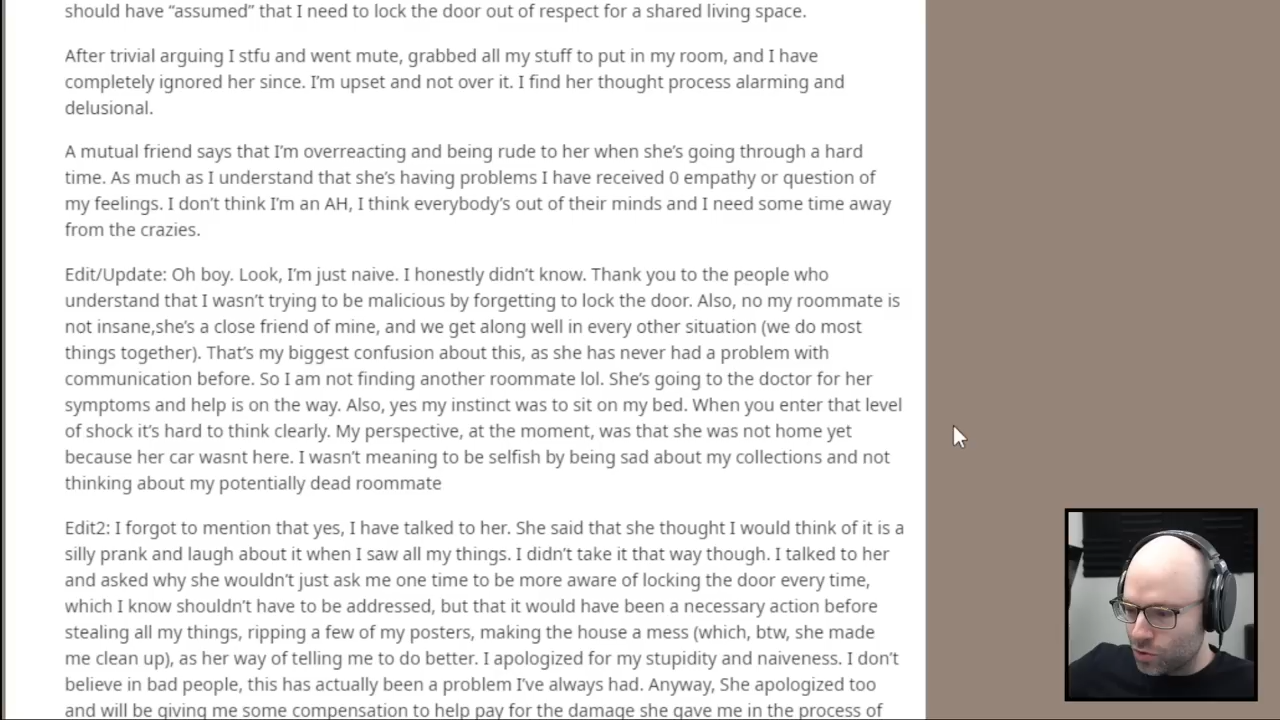 should have “assumed” that I need to lock the door out of respect for a shared living space.
After trivial arguing I stfu and went mute, grabbed all my stuff to put in my room, and I have
completely ignored her since. I’m upset and not over it. I find her thought process alarming and
delusional.
A mutual friend says that I’m overreacting and being rude to her when she’s going through a hard
time. As much as I understand that she’s having problems I have received 0 empathy or question of
my feelings. I don’t think I’m an AH, I think everybody’s out of their minds and I need some time away
from the crazies.
Edit/Update: Oh boy. Look, I’m just naive. I honestly didn’t know. Thank you to the people who
understand that I wasn’t trying to be malicious by forgetting to lock the door. Also, no my roommate is
not insane,she’s a close friend of mine, and we get along well in every other situation (we do most
things together). That’s my biggest confusion about this, as she has never had a problem with
communication before. So I am not finding another roommate lol. She’s going to the doctor for her
symptoms and help is on the way. Also, yes my instinct was to sit on my bed. When you enter that level
of shock it’s hard to think clearly. My perspective, at the moment, was that she was not home yet
because her car wasnt here. I wasn’t meaning to be selfish by being sad about my collections and not
thinking about my potentially dead roommate
Edit2: I forgot to mention that yes, I have talked to her. She said that she thought I would think of it is a
silly prank and laugh about it when I saw all my things. I didn’t take it that way though. I talked to her
and asked why she wouldn’t just ask me one time to be more aware of locking the door every time,
which I know shouldn’t have to be addressed, but that it would have been a necessary action before
stealing all my things, ripping a few of my posters, making the house a mess (which, btw, she made
me clean up), as her way of telling me to do better. I apologized for my stupidity and naiveness. I don’t
believe in bad people, this has actually been a problem I’ve always had. Anyway, She apologized too
and will be giving me some compensation to help pay for the damage she gave me in the process of